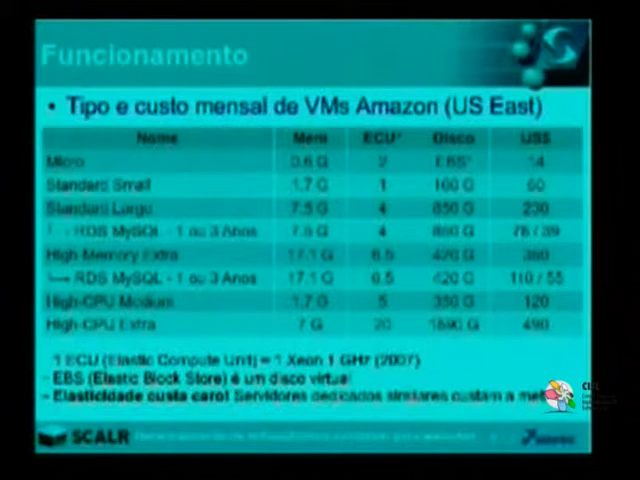 Funcionamento
• Tipo e custo mensal de VMs Amazon (US East)
Nome Mem ECU* Disco US$
Micro 0.6 G 2 EBS* 14
Standard Small 1.7 G 1 160 G 60
Standard Large 7.5 G 4 850 G 230
RDS MySQL - 1 ou 3 Anos 4
High-Memory Extra 17.1 G 6.5 420 G
RDS MySQL - 1 ou 3 Anos 17.1 G 6.5 420 G 110 / 55
High-CPU Medium 1.7 G 5 350 G 120
High-CPU Extra 7 G 20 1690 G 490
1 ECU (Elastic Compute Unit) = 1 Xeon 1 GHz (2007)
- EBS (Elastic Block Store) é um disco virtual
- Elasticidade custa caro! Servidores dedicados similares custam a
SCALR